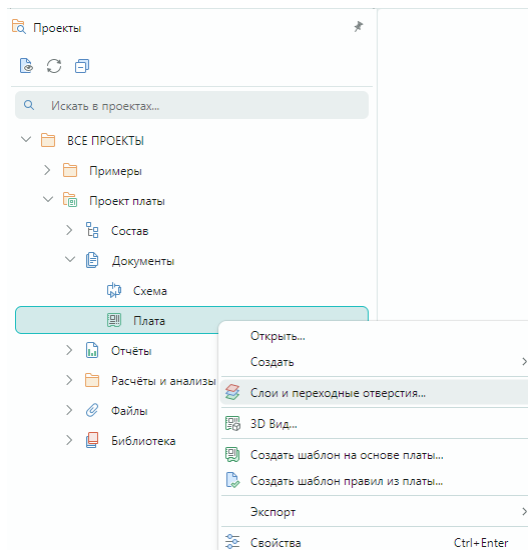 Проекты
Искать в проектах...
ВСЕ ПРОЕКТЫ
Примеры
Проект платы
Состав
Документы
Схема
Плата
Отчёты
Расчёты и анализы
Файлы
Библиотека
Открыть...
Создать
Слои и переходные отверстия...
3D Вид...
Создать шаблон на основе платы...
Создать шаблон правил из платы...
Экспорт
Свойства Ctrl+Enter